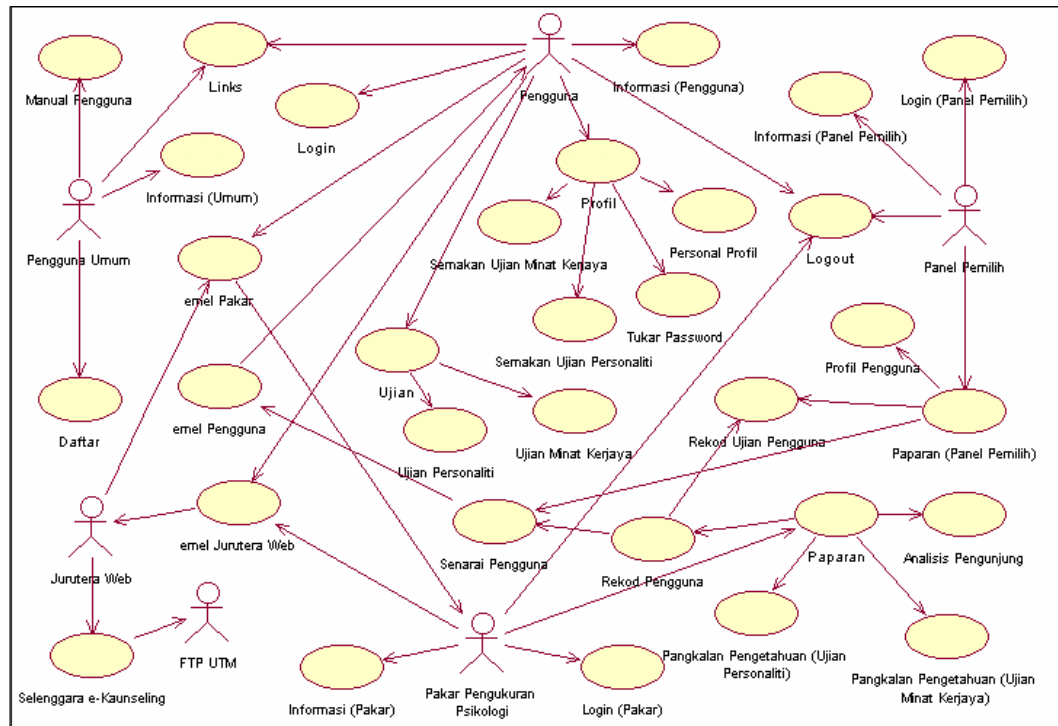 Manual Pengguna
Links
Login
Pengguna
Informasi (Pengguna)
Login (Panel Pemilih)
Informasi (Panel Pemilih)
Informasi (Umum)
Pengguna Umum
Profil
Personal Profil
Logout
Panel Pemilih
Semakan Ujian Minat Kerjaya
emel Pakar
Tukar Password
Semakan Ujian Personaliti
Profil Pengguna
Ujian
Daftar
emel Pengguna
Ujian Minat Kerjaya
Rekod Ujian Pengguna
Paparan (Panel Pemilih)
Ujian Personaliti
emel Jurutera Web
Senarai Pengguna
Paparan
Analisis Pengunjung
Jurutera Web
Rekod Pengguna
FTP UTM
Pangkalan Pengetahuan (Ujian
Personaliti)
Pangkalan Pengetahuan (Ujian
Minat Kerjaya)
Selenggara e-Kaunseling
Informasi (Pakar)
Pakar Pengukuran
Psikologi
Login (Pakar)